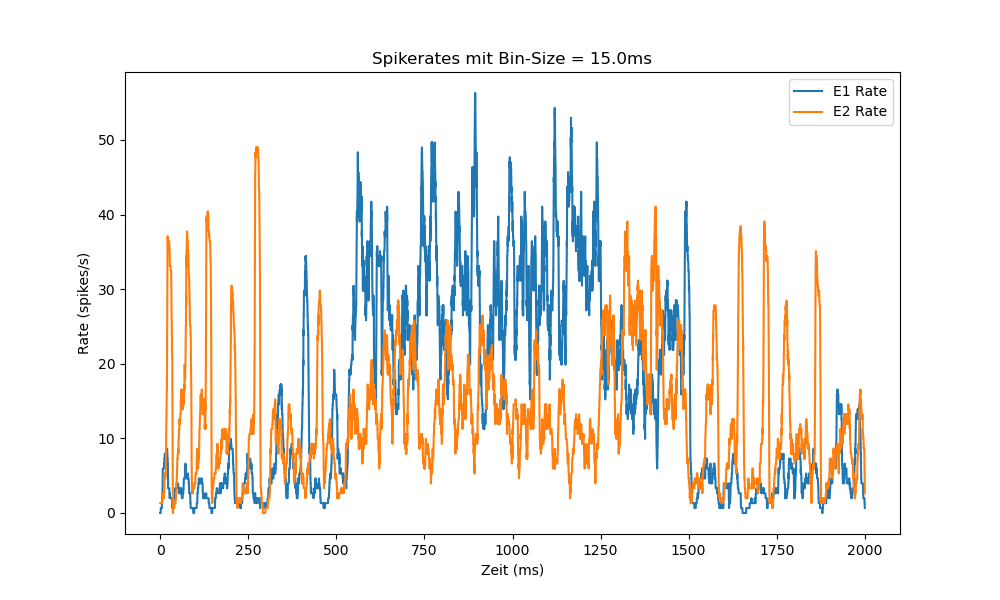 Spikerates mit Bin-Size = 15.0ms
E1 Rate
E2 Rate
Rate (spikes/s)
50
40
30
20
10
0
0 250 500 750 1000 1250 1500 1750 2000
Zeit (ms)